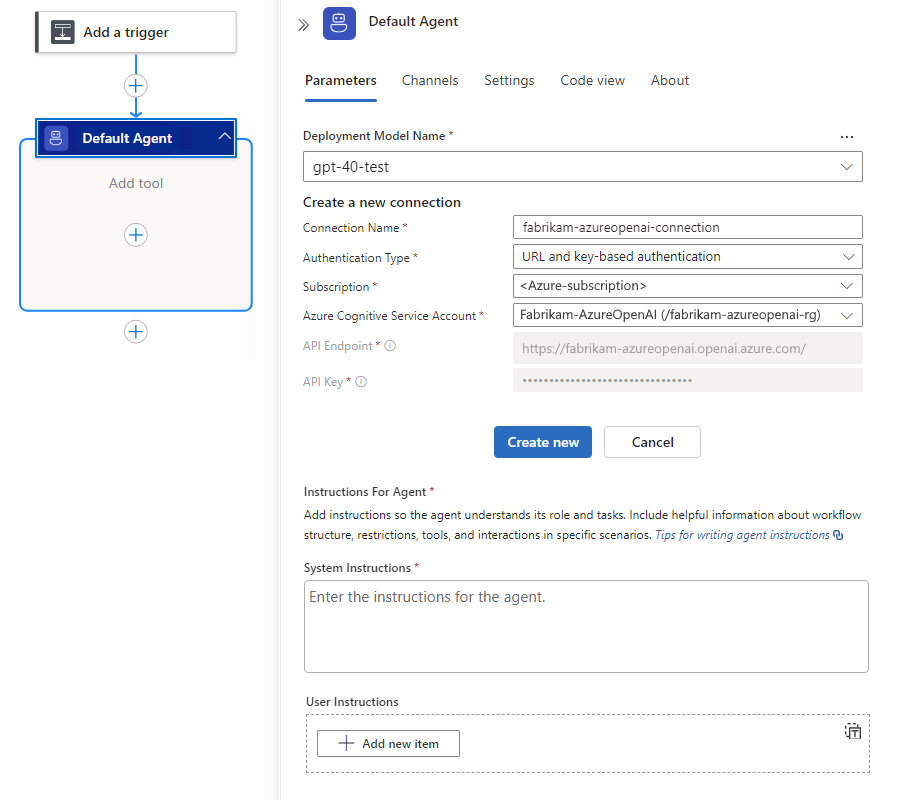 Add a trigger
Default Agent
Add tool
Default Agent
Parameters Channels Settings Code view About
Deployment Model Name *
gpt-40-test
Create a new connection
Connection Name * fabrikam-azureopenai-connection
Authentication Type * URL and key-based authentication
Subscription * <Azure-subscription>
Azure Cognitive Service Account * Fabrikam-AzureOpenAI (/fabrikam-azureopenai-rg)
API Endpoint * https://fabrikam-azureopenai.openai.azure.com/
API Key * ••••••••••••••••••••••••••••••••
Create new Cancel
Instructions For Agent *
Add instructions so the agent understands its role and tasks. Include helpful information about workflow
structure, restrictions, tools, and interactions in specific scenarios. Tips for writing agent instructions
System Instructions *
Enter the instructions for the agent.
User Instructions
Add new item